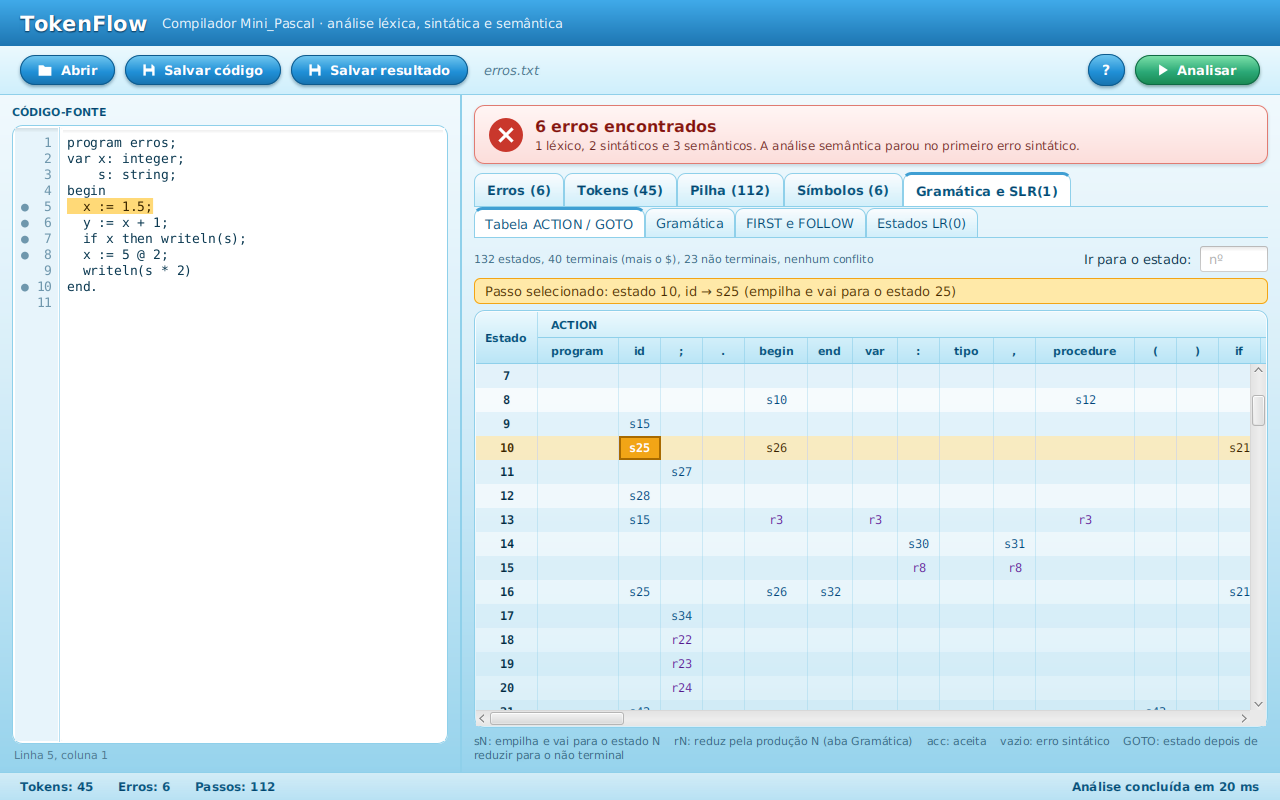 TokenFlow Compilador Mini_Pascal · análise léxica, sintática e semântica
Abrir Salvar código Salvar resultado erros.txt ? Analisar
CÓDIGO-FONTE
1 program erros;
2 var x: integer;
3 s: string;
4 begin
5 x := 1.5;
6 y := x + 1;
7 if x then writeln(s);
8 x := 5 @ 2;
9 writeln(s * 2)
10 end.
11
Linha 5, coluna 1
6 erros encontrados
1 léxico, 2 sintáticos e 3 semânticos. A análise semântica parou no primeiro erro sintático.
Erros (6) Tokens (45) Pilha (112) Símbolos (6) Gramática e SLR(1)
Tabela ACTION / GOTO Gramática FIRST e FOLLOW Estados LR(0)
132 estados, 40 terminais (mais o $), 23 não terminais, nenhum conflito Ir para o estado: nº
Passo selecionado: estado 10, id → s25 (empilha e vai para o estado 25)
Estado ACTION
program id ; . begin end var : tipo , procedure ( ) if
7
8 s10 s12
9 s15
10 s25 s26 s21
11 s27
12 s28
13 s15 r3 r3 r3
14 s30 s31
15 r8 r8
16 s25 s26 s32 s21
17 s34
18 r22
19 r23
20 r24
sN: empilha e vai para o estado N rN: reduz pela produção N (aba Gramática) acc: aceita vazio: erro sintático GOTO: estado depois de
reduzir para o não terminal
Tokens: 45 Erros: 6 Passos: 112 Análise concluída em 20 ms